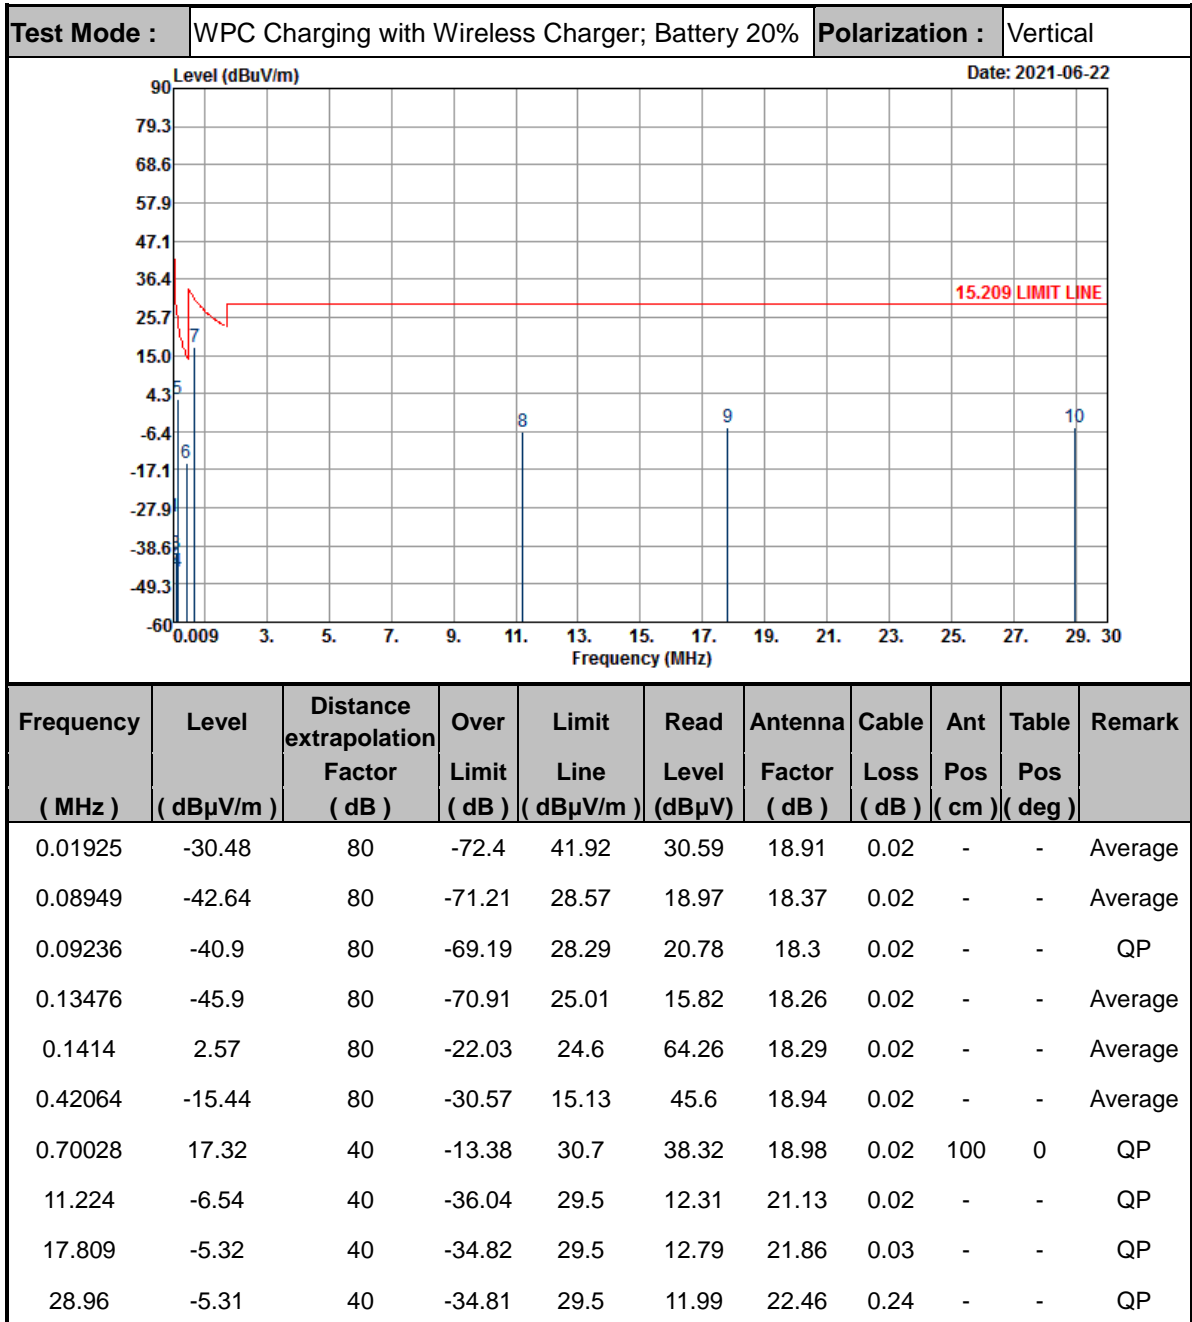 Test Mode : WPC Charging with Wireless Charger; Battery 20% Polarization : Vertical
Level (dBuV/m) Date: 2021-06-22
90
79.3
68.6
57.9
47.1
36.4
15.209 LIMIT LINE
25.7
7
15.0
5
4.3
8 9 10
-6.4
6
-17.1
-27.9
-38.6
-49.3
-60
0.009 3. 5. 7. 9. 11. 13. 15. 17. 19. 21. 23. 25. 27. 29. 30
Frequency (MHz)
Frequency Level Distance extrapolation Over Limit Read Antenna Cable Ant Table Remark
Factor Limit Line Level Factor Loss Pos Pos
( MHz ) ( dBµV/m ) ( dB ) ( dB ) ( dBµV/m ) (dBµV) ( dB ) ( dB ) ( cm ) ( deg )
0.01925 -30.48 80 -72.4 41.92 30.59 18.91 0.02 - - Average
0.08949 -42.64 80 -71.21 28.57 18.97 18.37 0.02 - - Average
0.09236 -40.9 80 -69.19 28.29 20.78 18.3 0.02 - - QP
0.13476 -45.9 80 -70.91 25.01 15.82 18.26 0.02 - - Average
0.1414 2.57 80 -22.03 24.6 64.26 18.29 0.02 - - Average
0.42064 -15.44 80 -30.57 15.13 45.6 18.94 0.02 - - Average
0.70028 17.32 40 -13.38 30.7 38.32 18.98 0.02 100 0 QP
11.224 -6.54 40 -36.04 29.5 12.31 21.13 0.02 - - QP
17.809 -5.32 40 -34.82 29.5 12.79 21.86 0.03 - - QP
28.96 -5.31 40 -34.81 29.5 11.99 22.46 0.24 - - QP